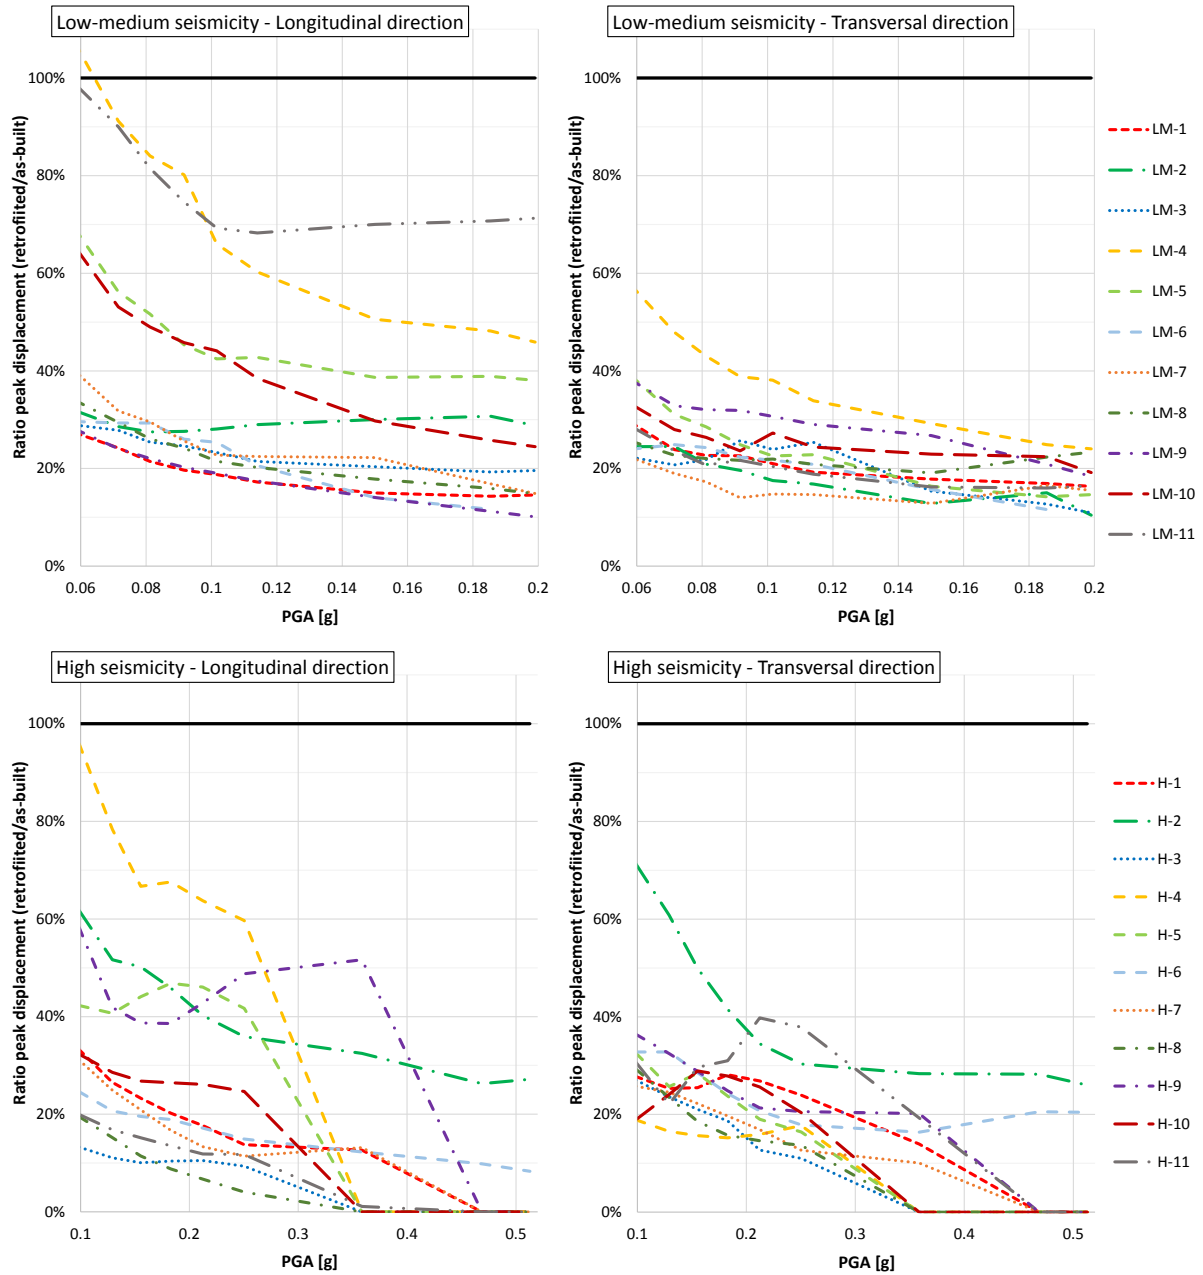 Low-medium seismicity - Longitudinal direction
Ratio peak displacement (retrofiited/as-built)
100%
80%
60%
40%
20%
0%
0.06
0.08
0.1
0.12
0.14
0.16
0.18
0.2
PGA [g]
Low-medium seismicity - Transversal direction
Ratio peak displacement (retrofiited/as-built)
100%
80%
60%
40%
20%
0%
0.06
0.08
0.1
0.12
0.14
0.16
0.18
0.2
PGA [g]
LM-1
LM-2
LM-3
LM-4
LM-5
LM-6
LM-7
LM-8
LM-9
LM-10
LM-11
High seismicity - Longitudinal direction
Ratio peak displacement (retrofiited/as-built)
100%
80%
60%
40%
20%
0%
0.1
0.2
0.3
0.4
0.5
PGA [g]
High seismicity - Transversal direction
Ratio peak displacement (retrofiited/as-built)
100%
80%
60%
40%
20%
0%
0.1
0.2
0.3
0.4
0.5
PGA [g]
H-1
H-2
H-3
H-4
H-5
H-6
H-7
H-8
H-9
H-10
H-11